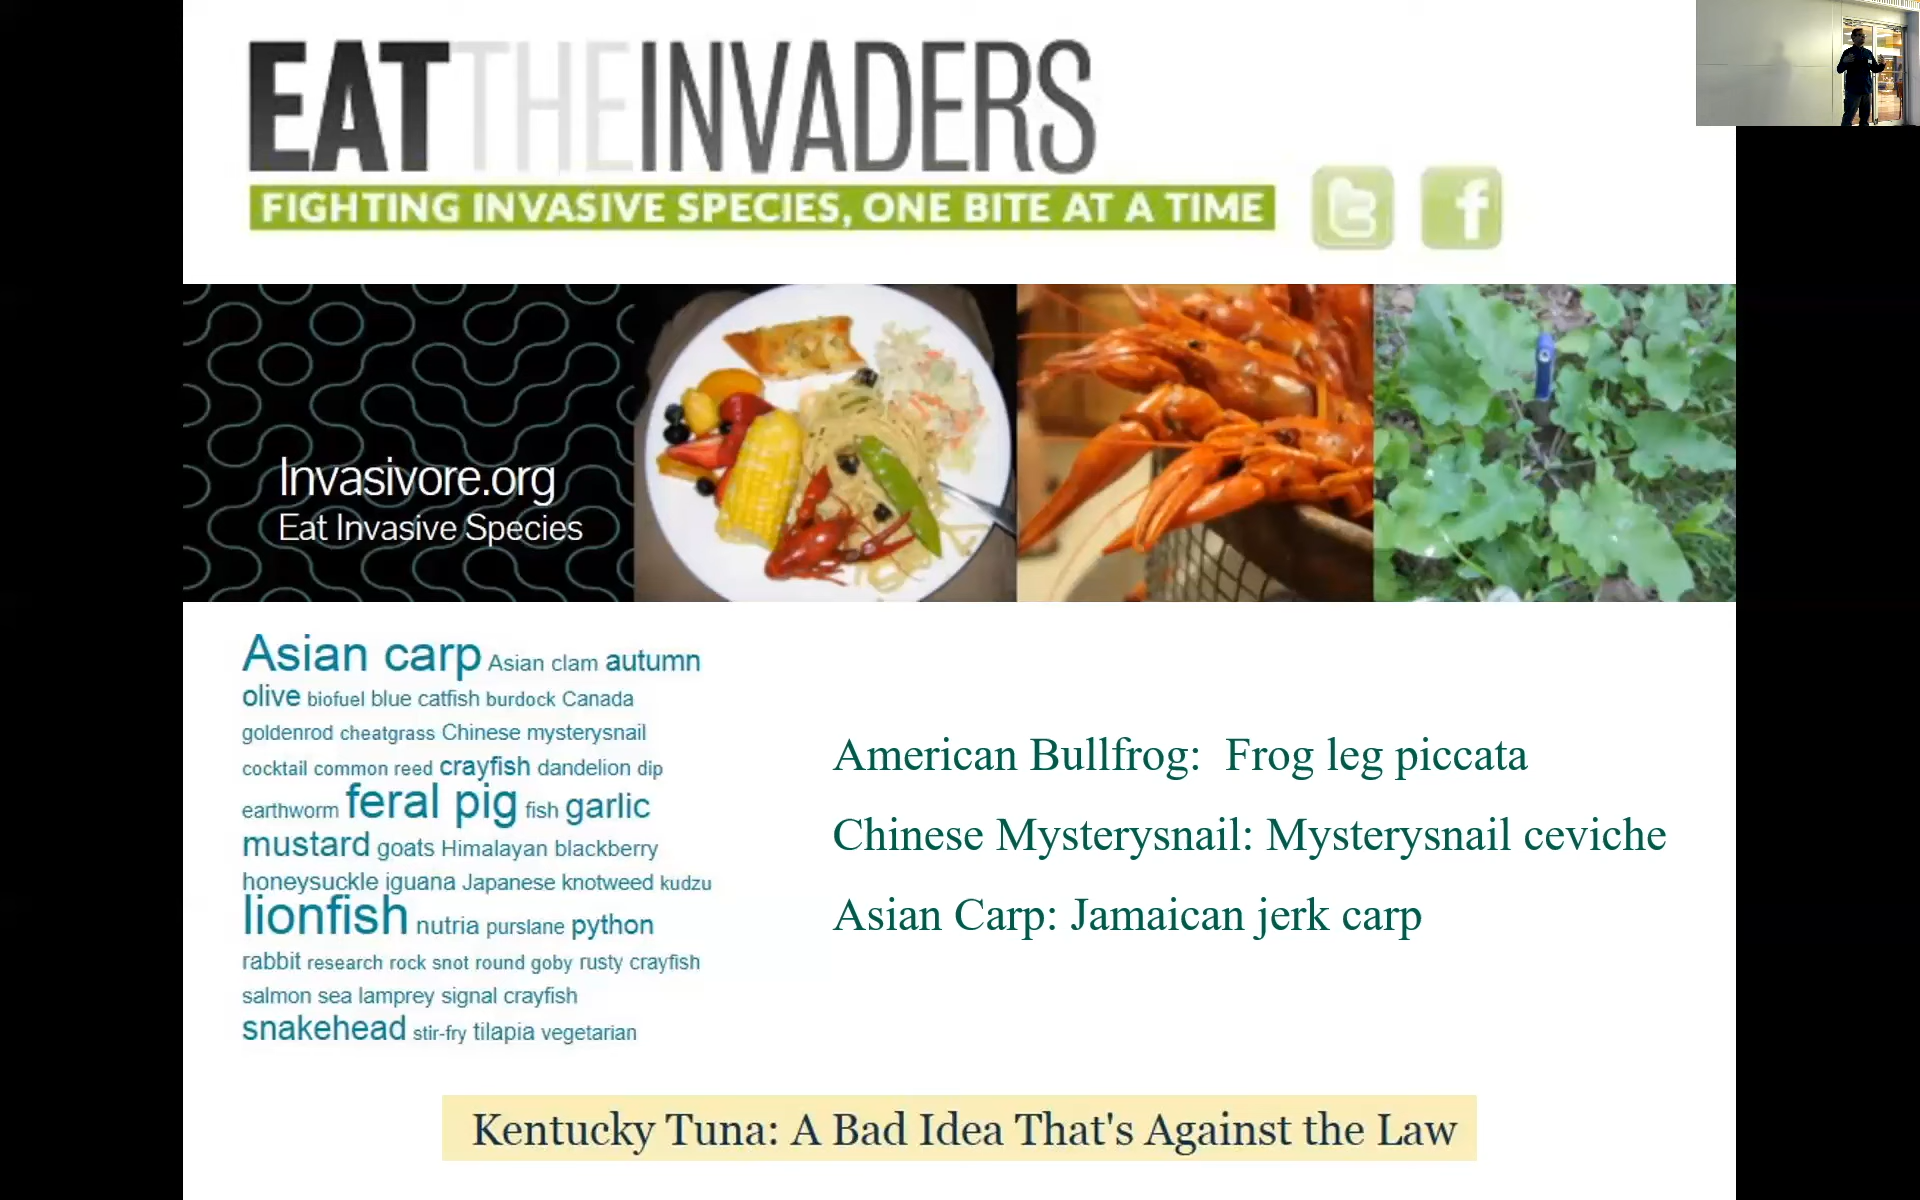 EATTHEINVADERS
FIGHTING INVASIVE SPECIES, ONE BITE AT A TIME
Invasivore.org
Eat Invasive Species
Asian carp Asian clam autumn
olive biofuel blue catfish burdock Canada
goldenrod cheatgrass Chinese mysterysnail
cocktail common reed crayfish dandelion dip
earthworm feral pig fish garlic
mustard goats Himalayan blackberry
honeysuckle iguana Japanese knotweed kudzu
lionfish nutria purslane python
rabbit research rock snot round goby rusty crayfish
salmon sea lamprey signal crayfish
snakehead stir-fry tilapia vegetarian
American Bullfrog: Frog leg piccata
Chinese Mysterysnail: Mysterysnail ceviche
Asian Carp: Jamaican jerk carp
Kentucky Tuna: A Bad Idea That's Against the Law